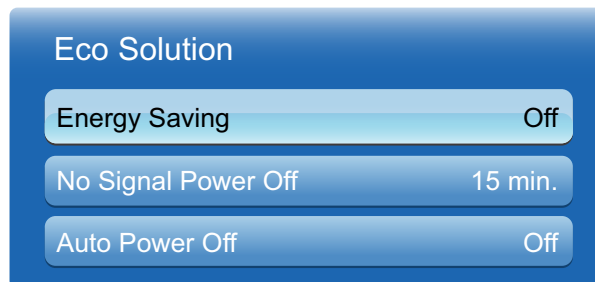 Eco Solution
Energy Saving Off
No Signal Power Off 15 min.
Auto Power Off Off